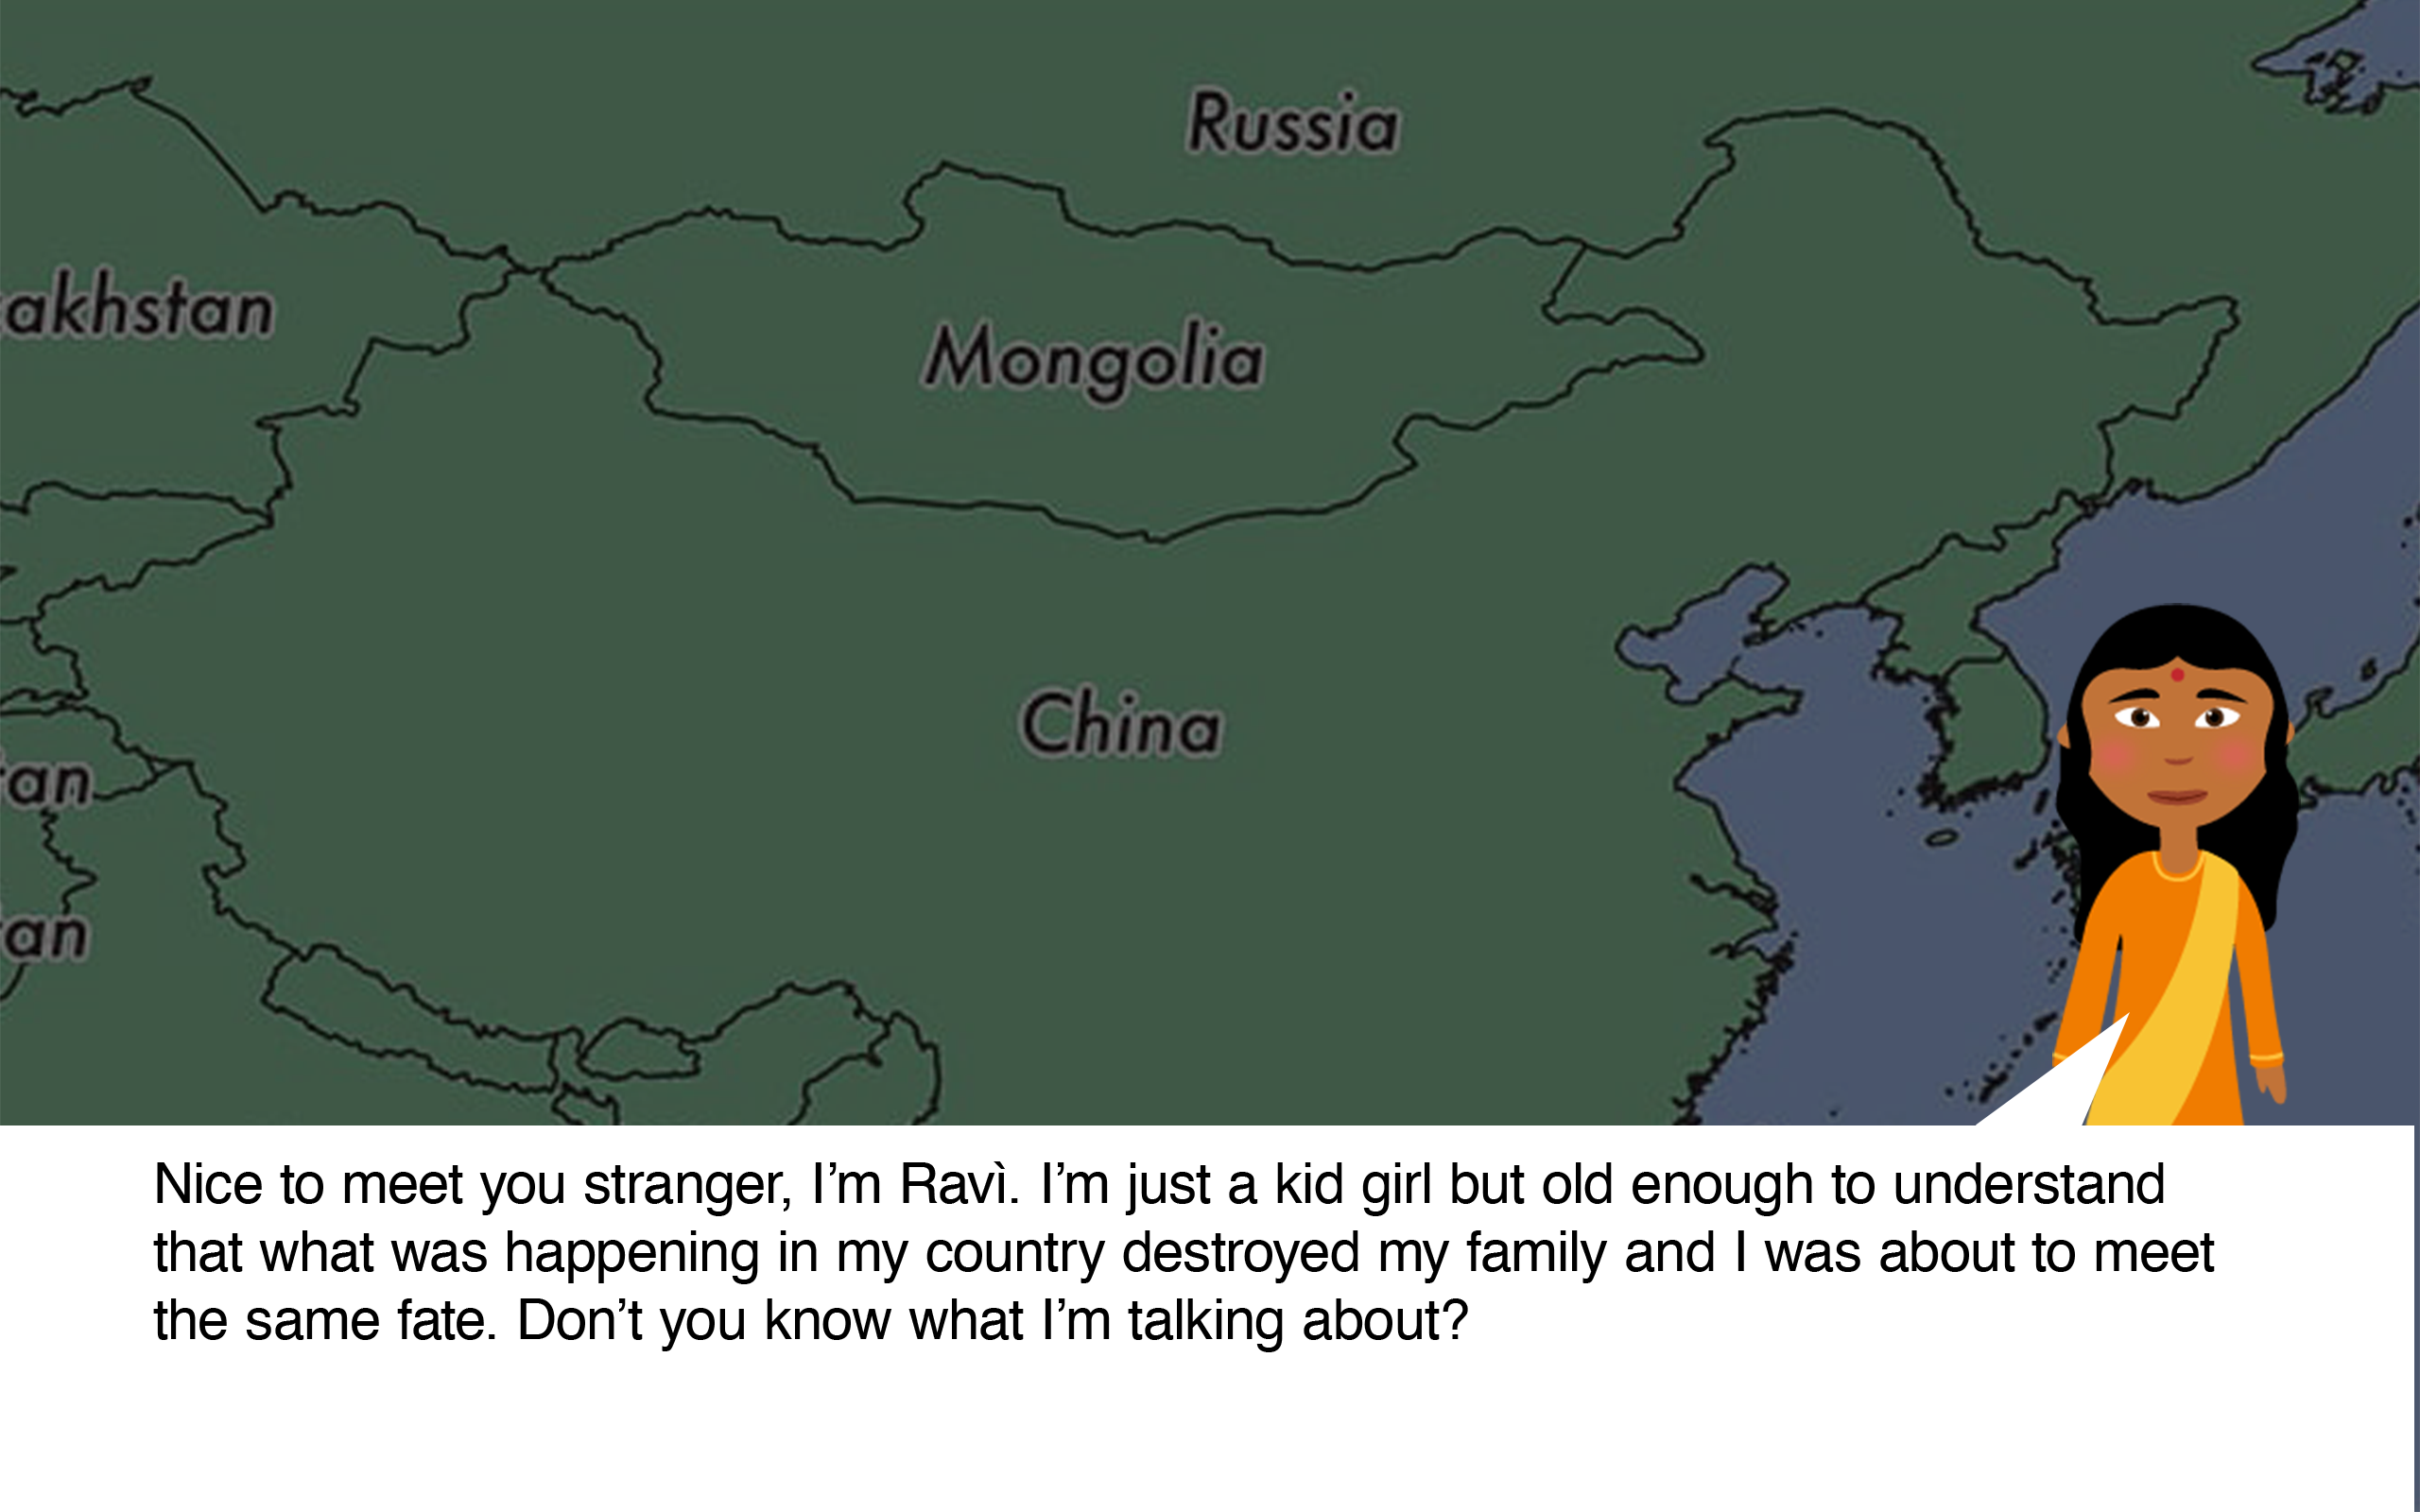 Russia
akhstan
Mongolia
China
an
an
Nice to meet you stranger, I’m Ravì. I’m just a kid girl but old enough to understand
that what was happening in my country destroyed my family and I was about to meet
the same fate. Don’t you know what I’m talking about?